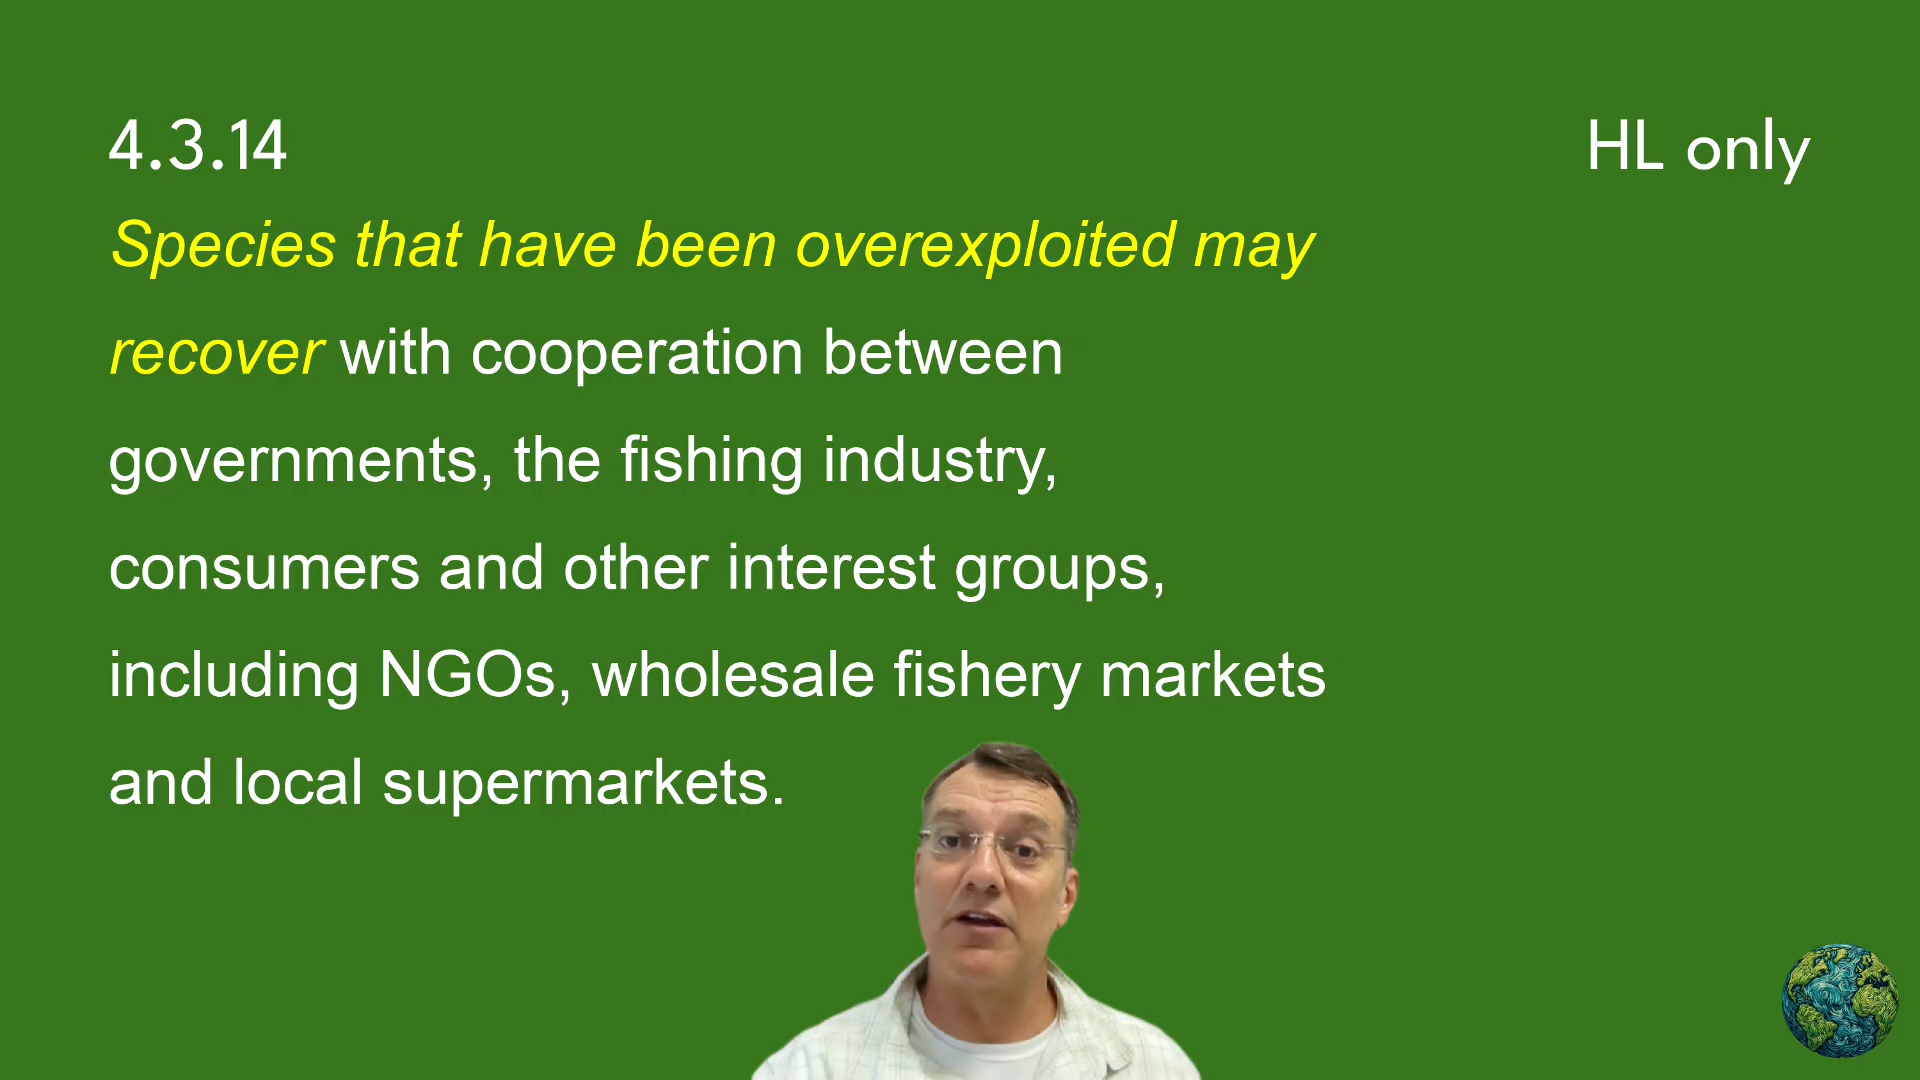 4.3.14
HL only
Species that have been overexploited may
recover with cooperation between
governments, the fishing industry,
consumers and other interest groups,
including NGOs, wholesale fishery markets
and local supermarkets.